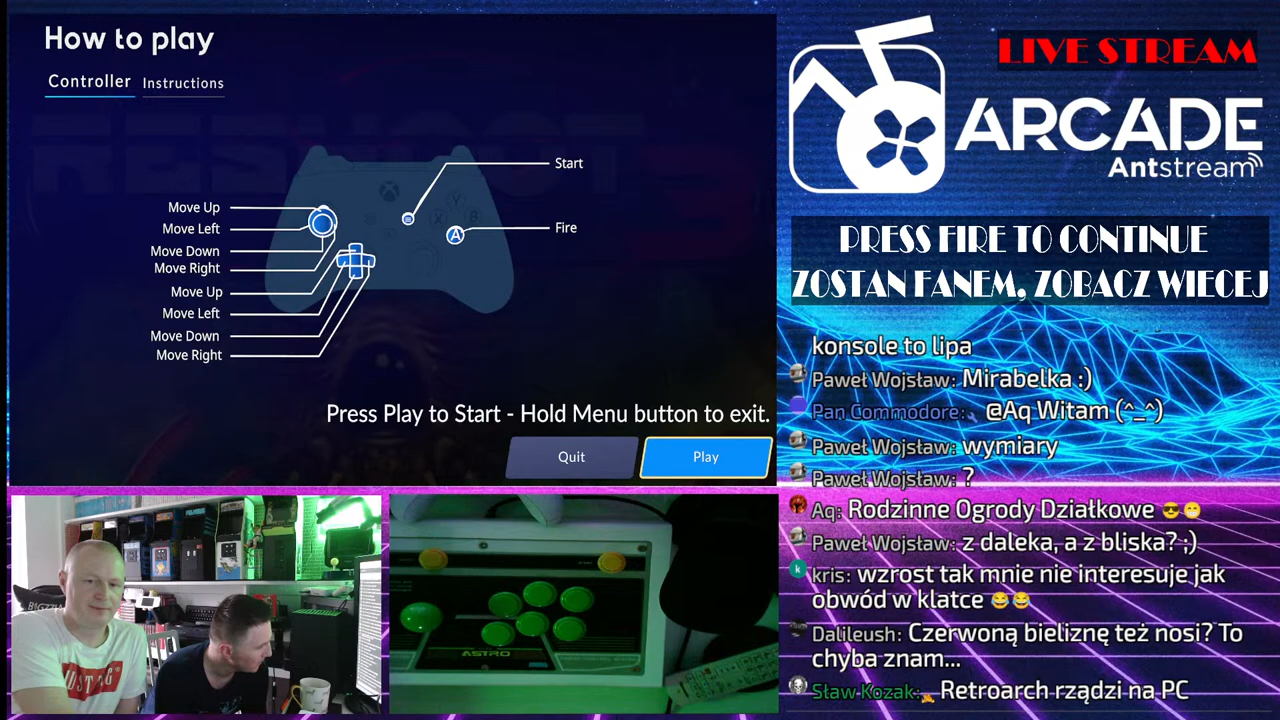 How to play
Controller
Instructions
Start
Fire
Move Up
Move Left
Move Down
Move Right
Move Up
Move Left
Move Down
Move Right
X
Y
B
A
Press Play to Start - Hold Menu button to exit.
Quit
Play
LIVE STREAM
ARCADE
Antstream
PRESS FIRE TO CONTINUE
ZOSTAN FANEM, ZOBACZ WIECEJ
konsole to lipa
Paweł Wojsław: Mirabelka :)
Pan Commodore: @Aq Witam (^_^)
Paweł Wojsław: wymiary
Paweł Wojsław: ?
Aq: Rodzinne Ogrody Działkowe 😎😁
Paweł Wojsław: z daleka, a z bliska? ;)
k
kris: wzrost tak mnie nie interesuje jak
obwód w klatce 😂😂
Dalileush: Czerwoną bieliznę też nosi? To
chyba znam...
Sław Kozak: Retroarch rządzi na PC
ASTRO